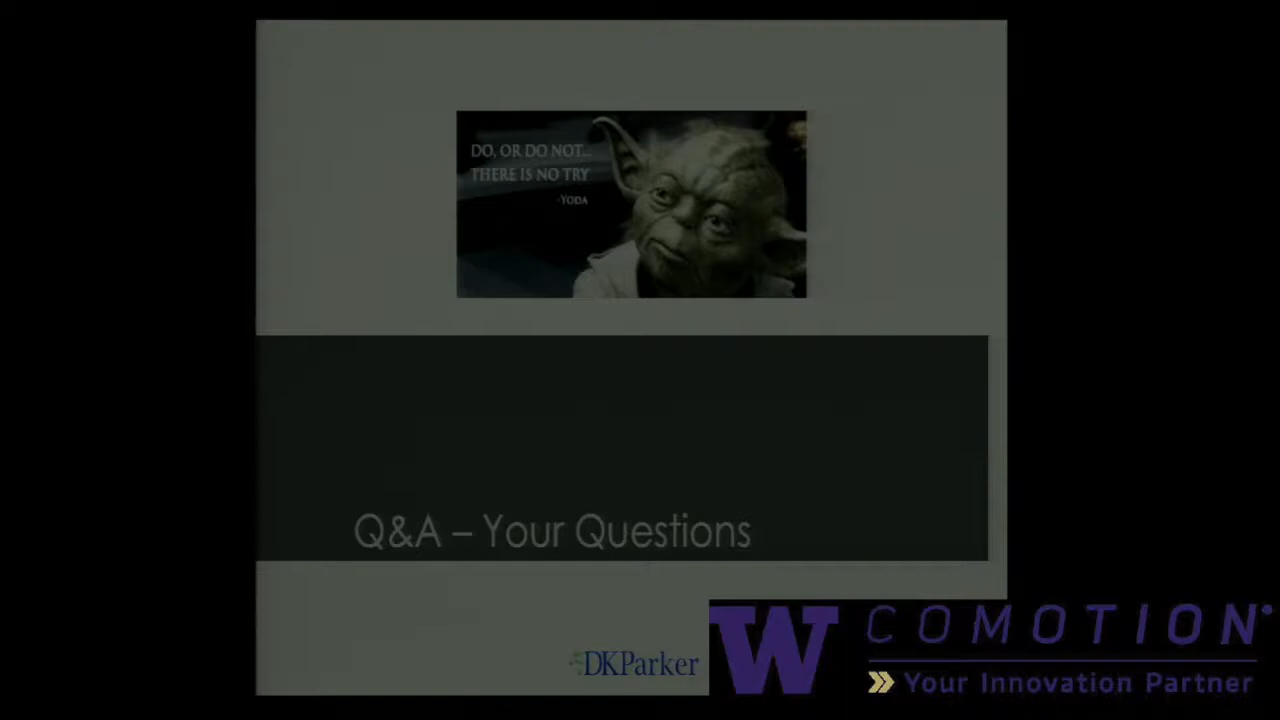 DO, OR DO NOT...
THERE IS NO TRY
-YODA
Q&A – Your Questions
DKParker
W COMOTION®
Your Innovation Partner